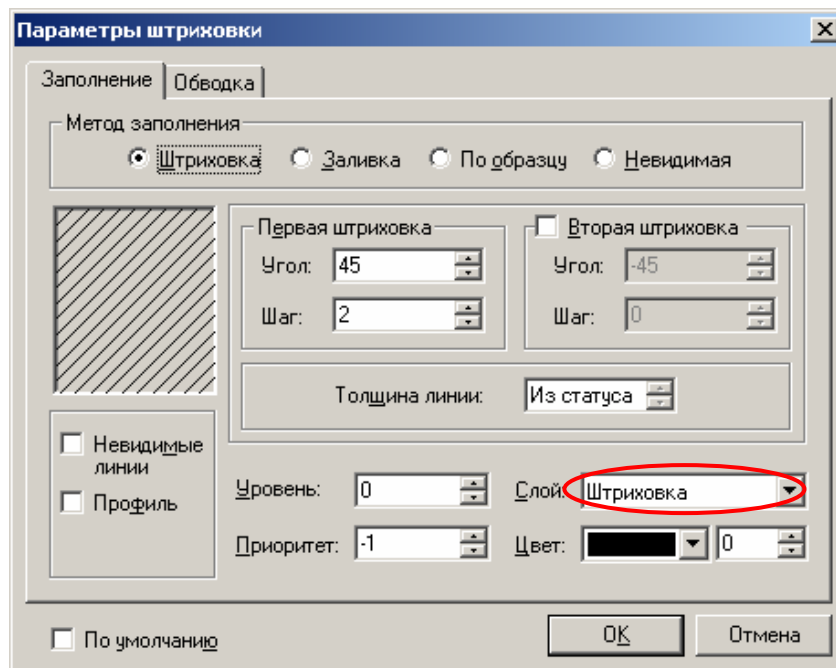 Параметры штриховки
Заполнение Обводка
Метод заполнения
Штриховка Заливка По образцу Невидимая
Первая штриховка Вторая штриховка
Угол: 45 Угол: -45
Шаг: 2 Шаг: 0
Толщина линии: Из статуса
Невидимые
линии
Профиль
Уровень: 0 Слой: Штриховка
Приоритет: -1 Цвет: 0
По умолчанию OK Отмена